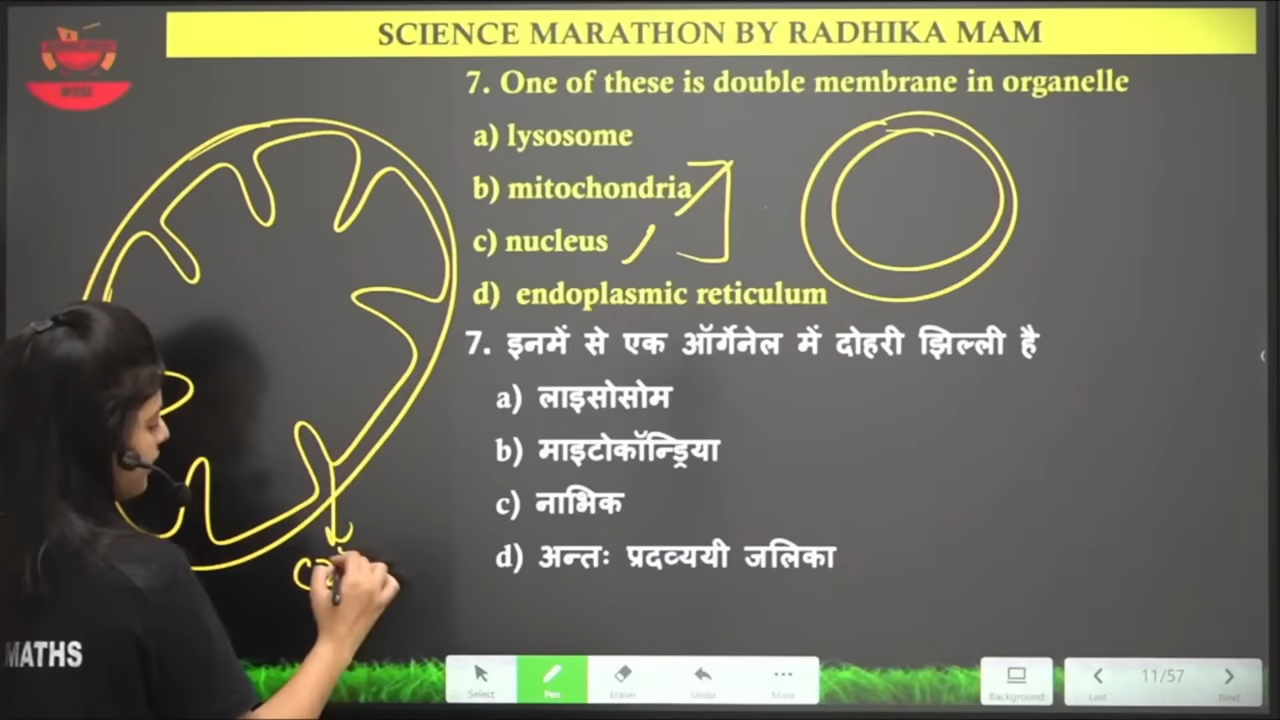 SCIENCE MARATHON BY RADHIKA MAM
7. One of these is double membrane in organelle
a) lysosome
b) mitochondria
c) nucleus
d) endoplasmic reticulum
7. इनमें से एक ऑर्गेनेल में दोहरी झिल्ली है
a) लाइसोसोम
b) माइटोकॉन्ड्रिया
c) नाभिक
d) अन्तः प्रदव्ययी जलिका
MATHS
Select Pen Eraser Undo More Background Last 11/57 Next